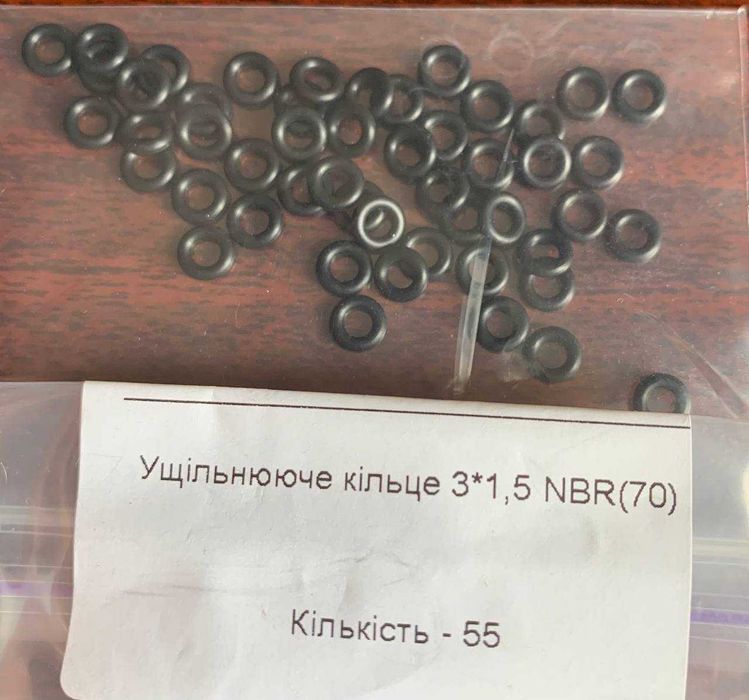 Ущільнююче кільце 3*1,5 NBR(70)
Кількість - 55